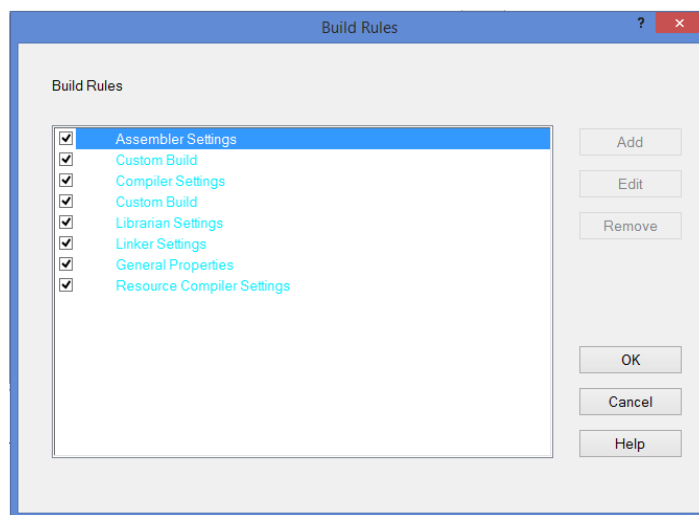 Build Rules
?
×
Build Rules
Assembler Settings
Custom Build
Compiler Settings
Custom Build
Librarian Settings
Linker Settings
General Properties
Resource Compiler Settings
Add
Edit
Remove
OK
Cancel
Help